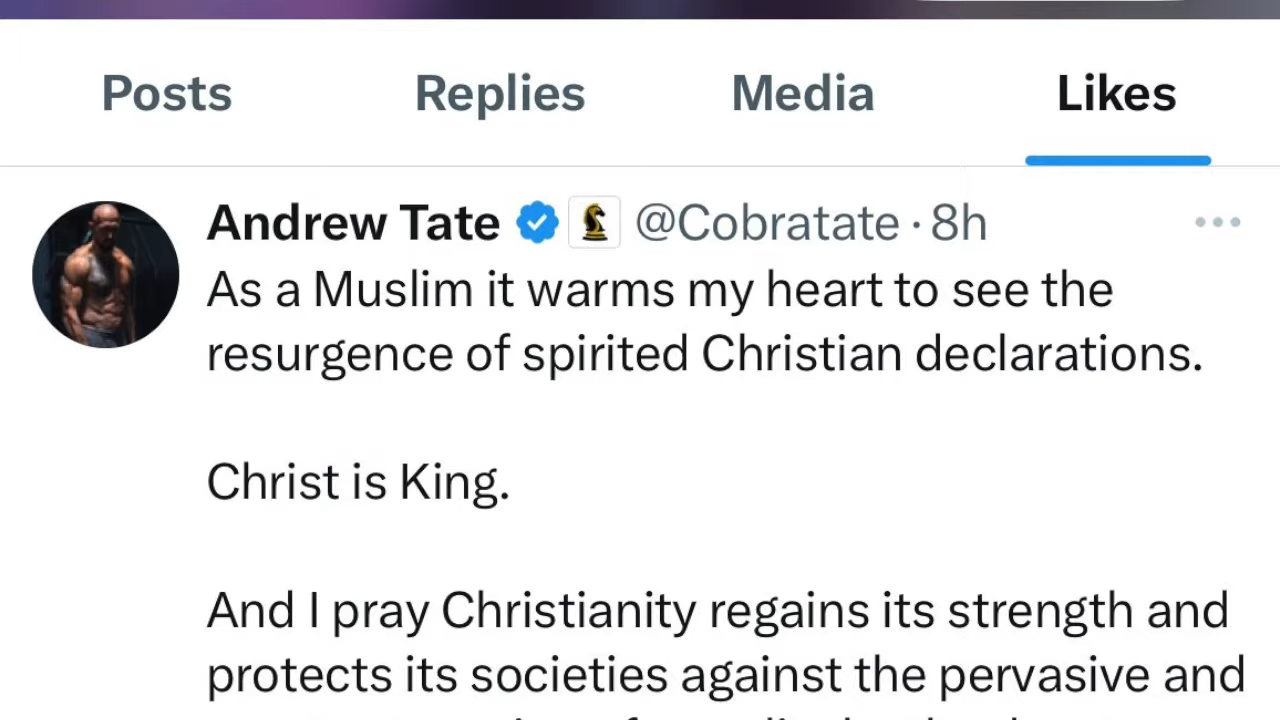 Posts Replies Media Likes
Andrew Tate @Cobratate · 8h
As a Muslim it warms my heart to see the
resurgence of spirited Christian declarations.
Christ is King.
And I pray Christianity regains its strength and
protects its societies against the pervasive and